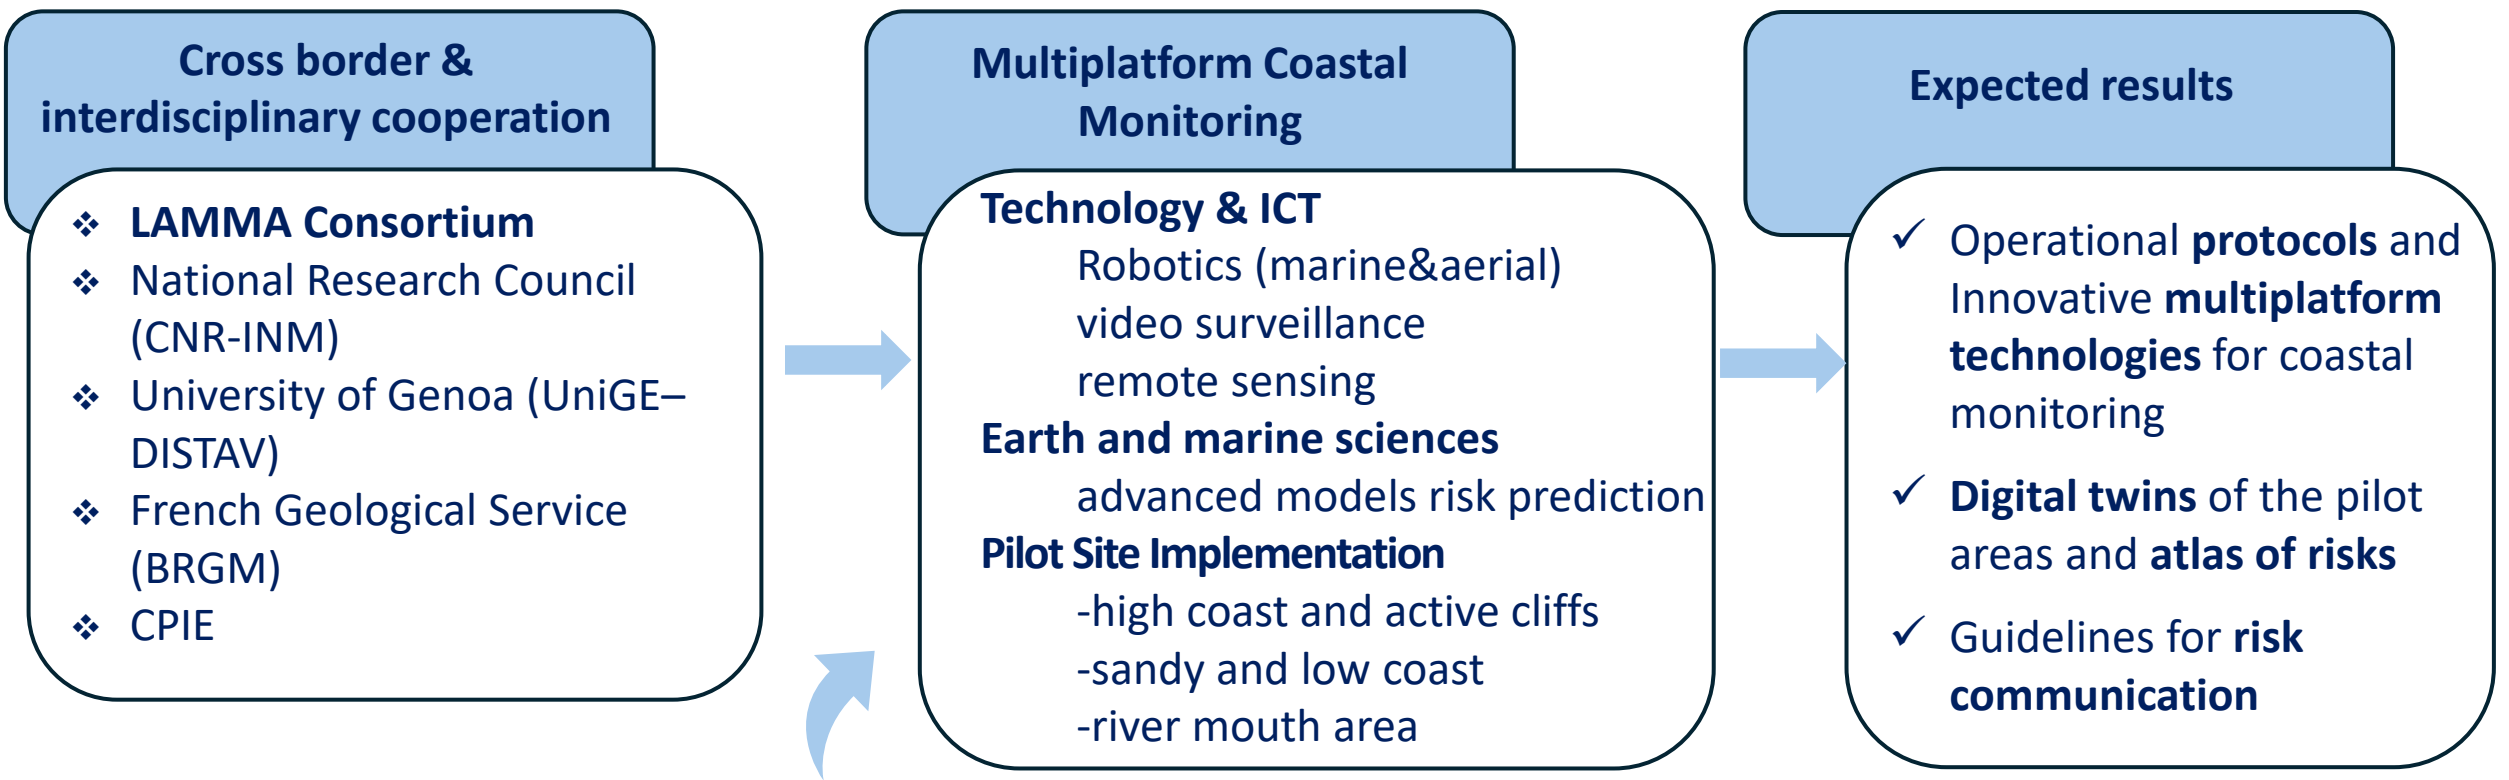 Cross border &
interdisciplinary cooperation
❖ LAMMA Consortium
❖ National Research Council
(CNR-INM)
❖ University of Genoa (UniGE–
DISTAV)
❖ French Geological Service
(BRGM)
❖ CPIE
Multiplatform Coastal
Monitoring
Technology & ICT
Robotics (marine&aerial)
video surveillance
remote sensing
Earth and marine sciences
advanced models risk prediction
Pilot Site Implementation
-high coast and active cliffs
-sandy and low coast
-river mouth area
Expected results
✓ Operational protocols and
Innovative multiplatform
technologies for coastal
monitoring
✓ Digital twins of the pilot
areas and atlas of risks
✓ Guidelines for risk
communication